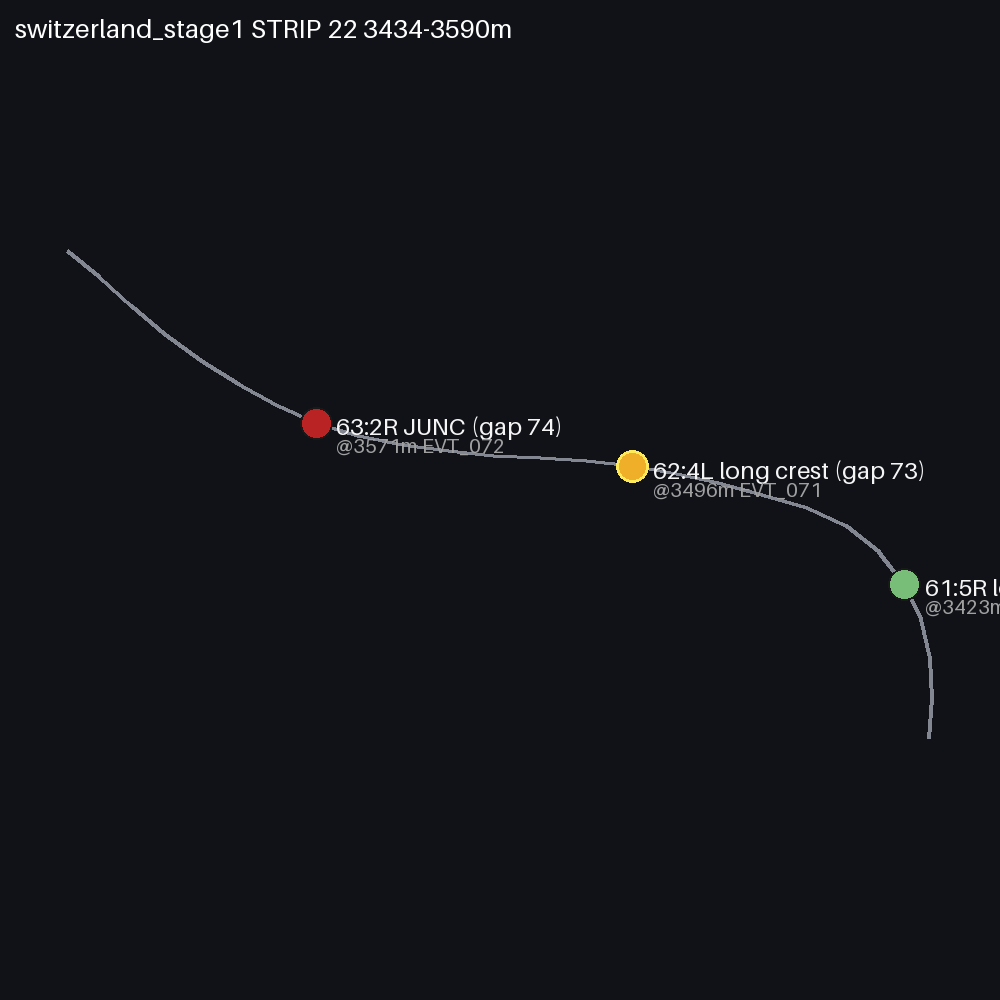 switzerland_stage1 STRIP 22 3434-3590m
63:2R JUNC (gap 74)
@3571m EVT_072
62:4L long crest (gap 73)
@3496m EVT_071
61:5R l
@3423m